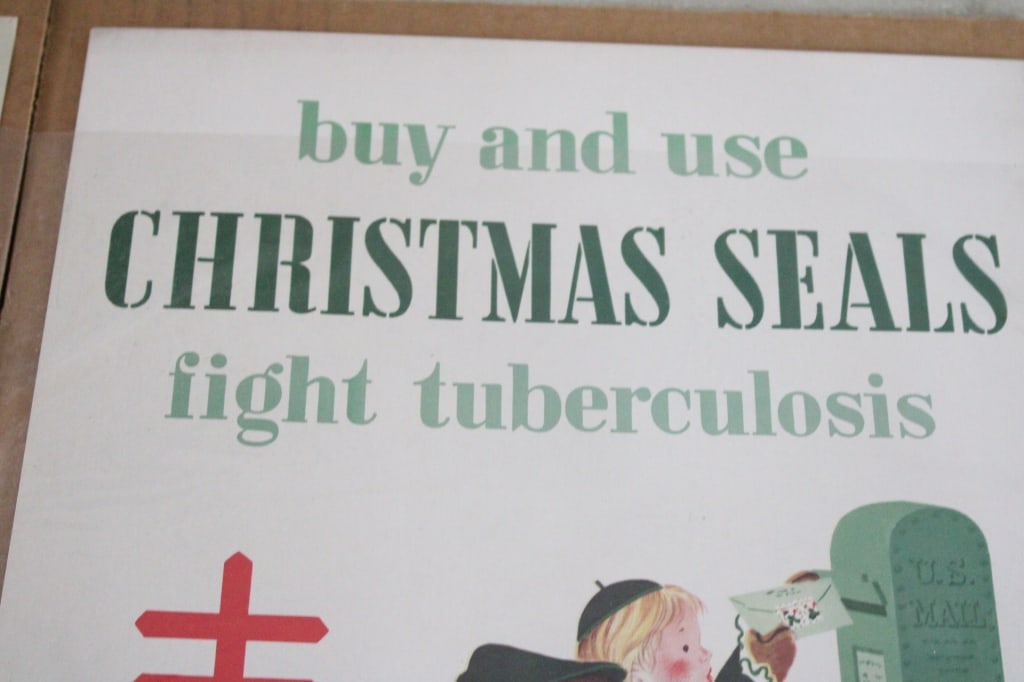 buy and use
CHRISTMAS SEALS
fight tuberculosis
U.S.
MAIL